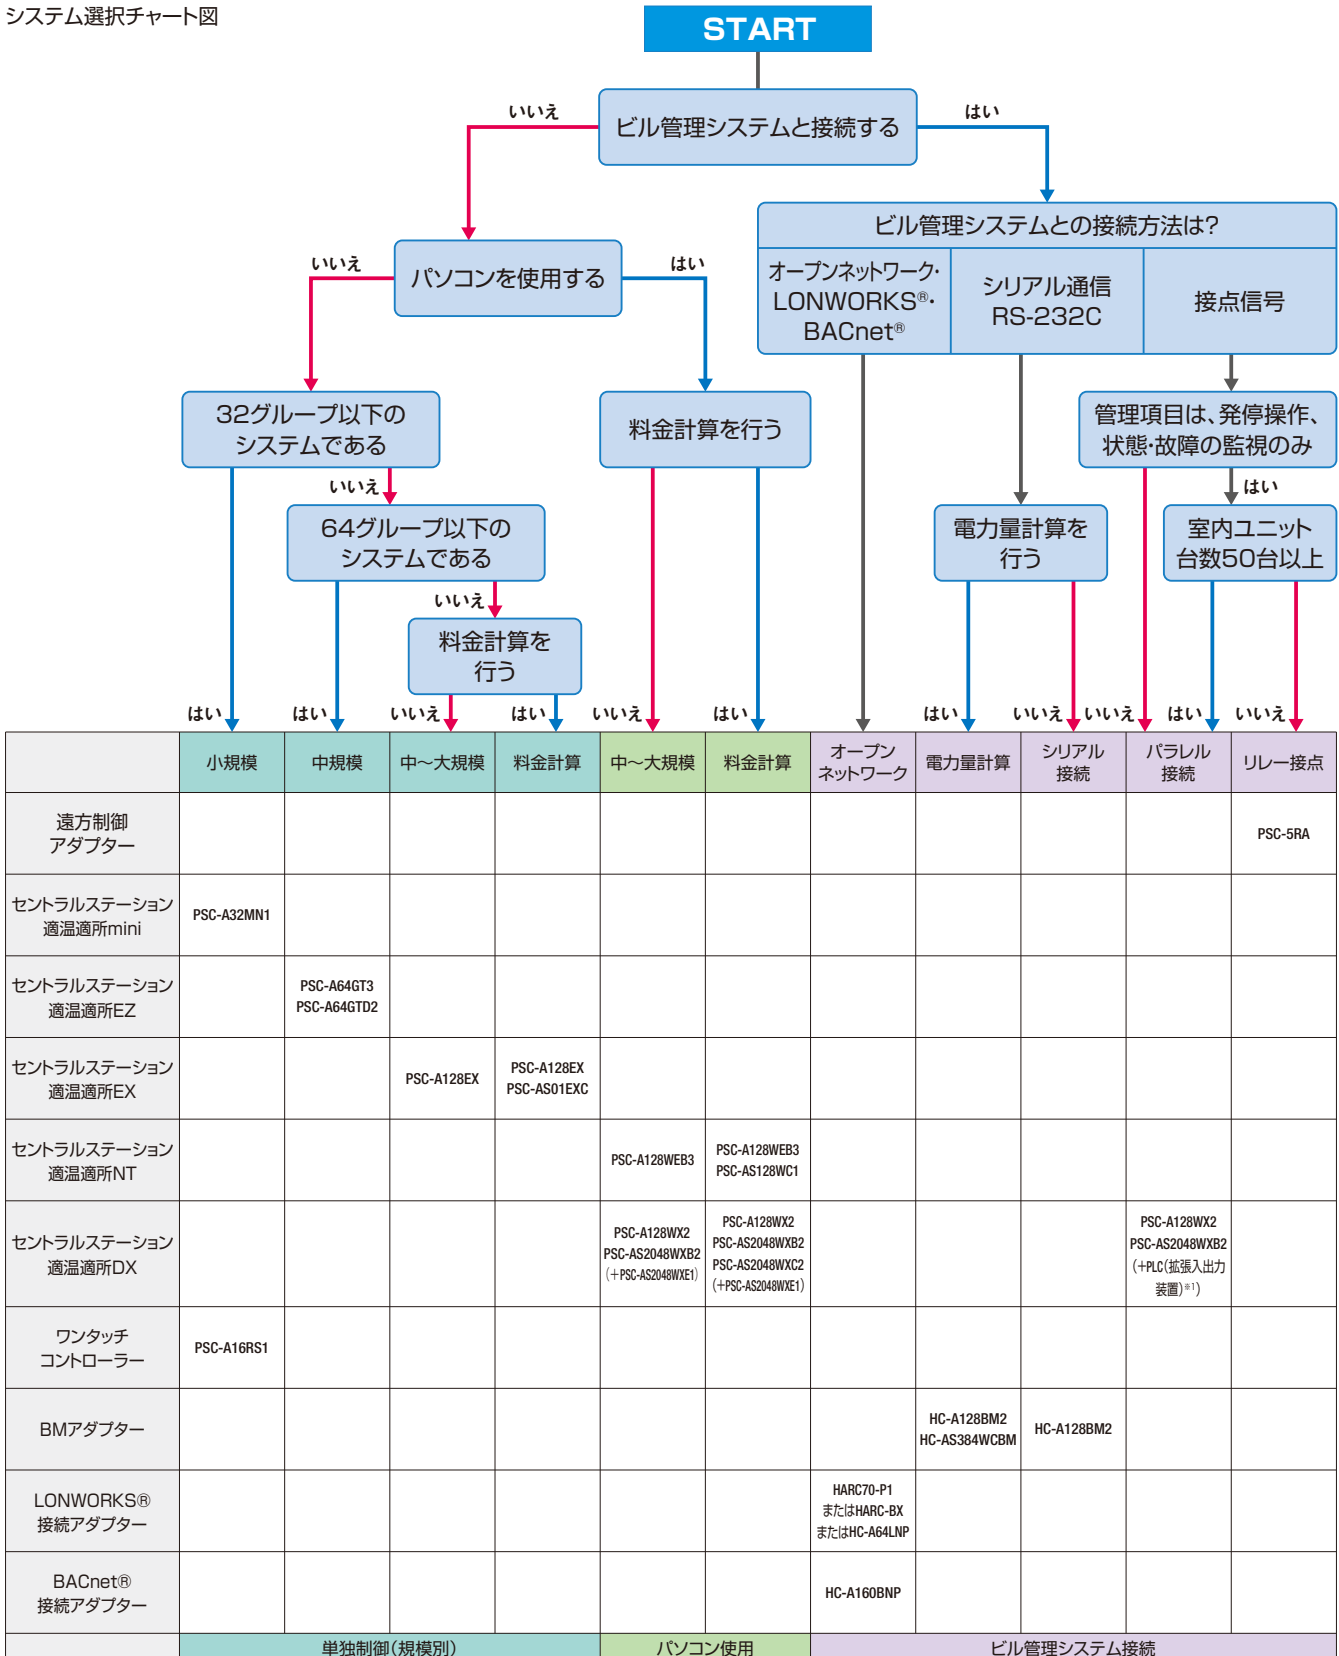 システム選択チャート図
START
いいえ
ビル管理システムと接続する
はい
ビル管理システムとの接続方法は?
いいえ
パソコンを使用する
はい
オープンネットワーク・
LONWORKS®・
BACnet®
シリアル通信
RS-232C
接点信号
32グループ以下の
システムである
料金計算を行う
管理項目は、発停操作、
状態・故障の監視のみ
いいえ
はい
64グループ以下の
システムである
電力量計算を
行う
室内ユニット
台数50台以上
いいえ
料金計算を
行う
はい
はい
いいえ
はい
いいえ
はい
はい
いいえ
いいえ
はい
いいえ
小規模
中規模
中～大規模
料金計算
中～大規模
料金計算
オープン
ネットワーク
電力量計算
シリアル
接続
パラレル
接続
リレー接点
遠方制御
アダプター
PSC-5RA
セントラルステーション
適温適所mini
PSC-A32MN1
セントラルステーション
適温適所EZ
PSC-A64GT3
PSC-A64GTD2
セントラルステーション
適温適所EX
PSC-A128EX
PSC-A128EX
PSC-AS01EXC
セントラルステーション
適温適所NT
PSC-A128WEB3
PSC-A128WEB3
PSC-AS128WC1
セントラルステーション
適温適所DX
PSC-A128WX2
PSC-AS2048WXB2
(＋PSC-AS2048WXE1)
PSC-A128WX2
PSC-AS2048WXB2
PSC-AS2048WXC2
(＋PSC-AS2048WXE1)
PSC-A128WX2
PSC-AS2048WXB2
(＋PLC(拡張入出力
装置)※1)
ワンタッチ
コントローラー
PSC-A16RS1
BMアダプター
HC-A128BM2
HC-AS384WCBM
HC-A128BM2
LONWORKS®
接続アダプター
HARC70-P1
またはHARC-BX
またはHC-A64LNP
BACnet®
接続アダプター
HC-A160BNP
単独制御(規模別)
パソコン使用
ビル管理システム接続